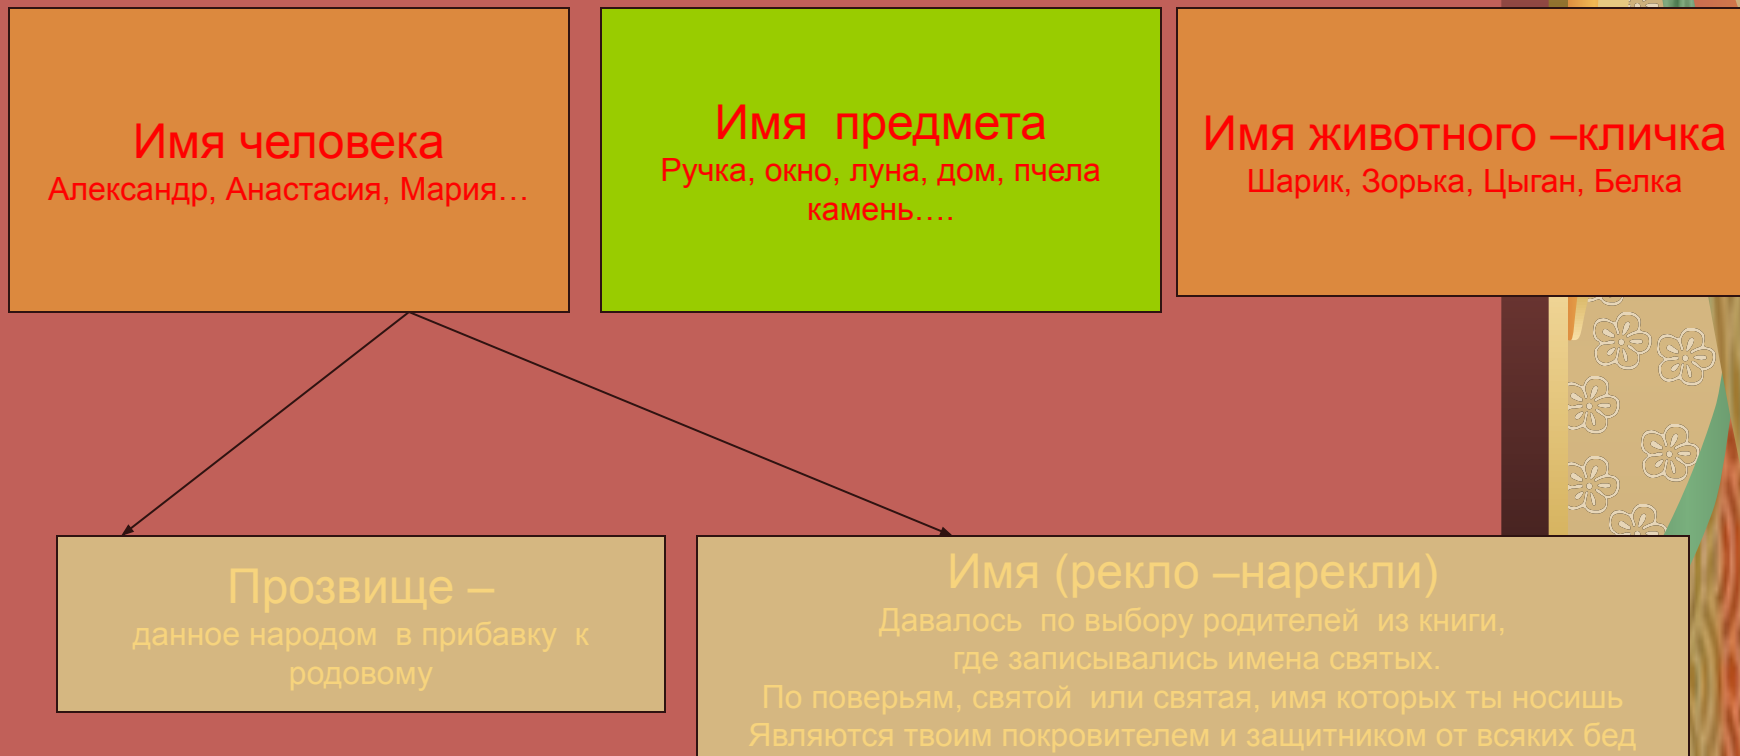 Имя человека
Александр, Анастасия, Мария…
Имя предмета
Ручка, окно, луна, дом, пчела
камень….
Имя животного –кличка
Шарик, Зорька, Цыган, Белка
Прозвище –
данное народом в прибавку к
родовому
Имя (рекло –нарекли)
Давалось по выбору родителей из книги,
где записывались имена святых.
По поверьям, святой или святая, имя которых ты носишь
Являются твоим покровителем и защитником от всяких бед